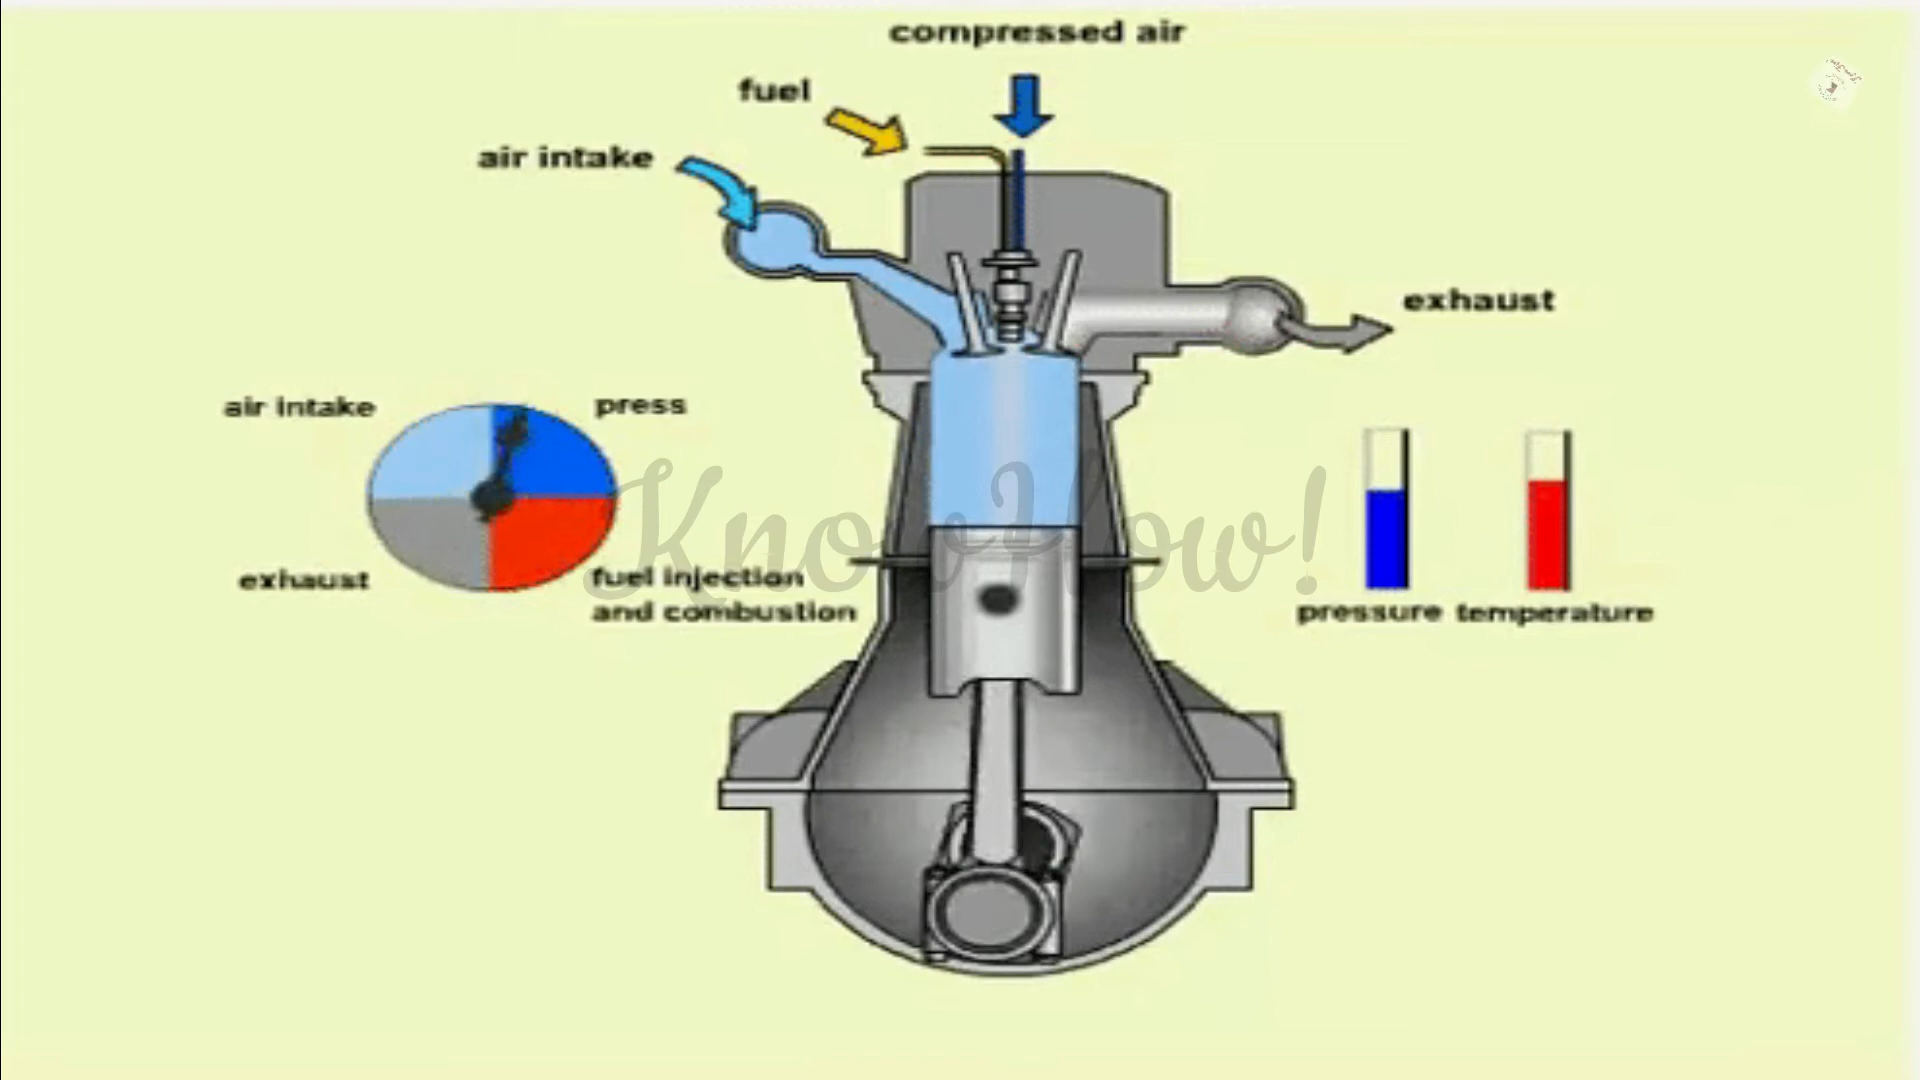 compressed air
fuel
air intake
exhaust
air intake
press
KnowHow!
exhaust
fuel injection
and combustion
pressure
temperature